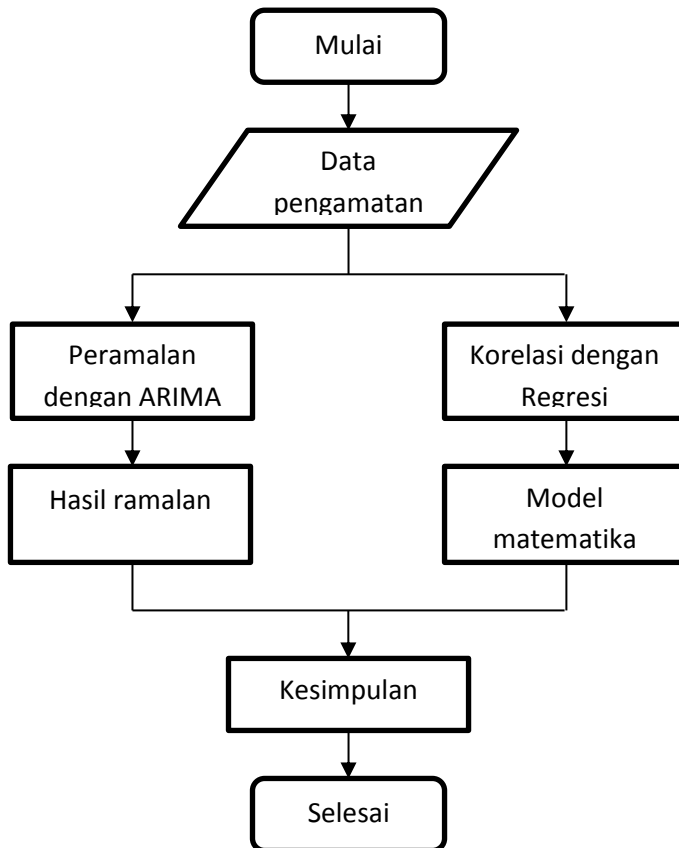 Mulai
Data
pengamatan
Peramalan
dengan ARIMA
Korelasi dengan
Regresi
Hasil ramalan
Model
matematika
Kesimpulan
Selesai